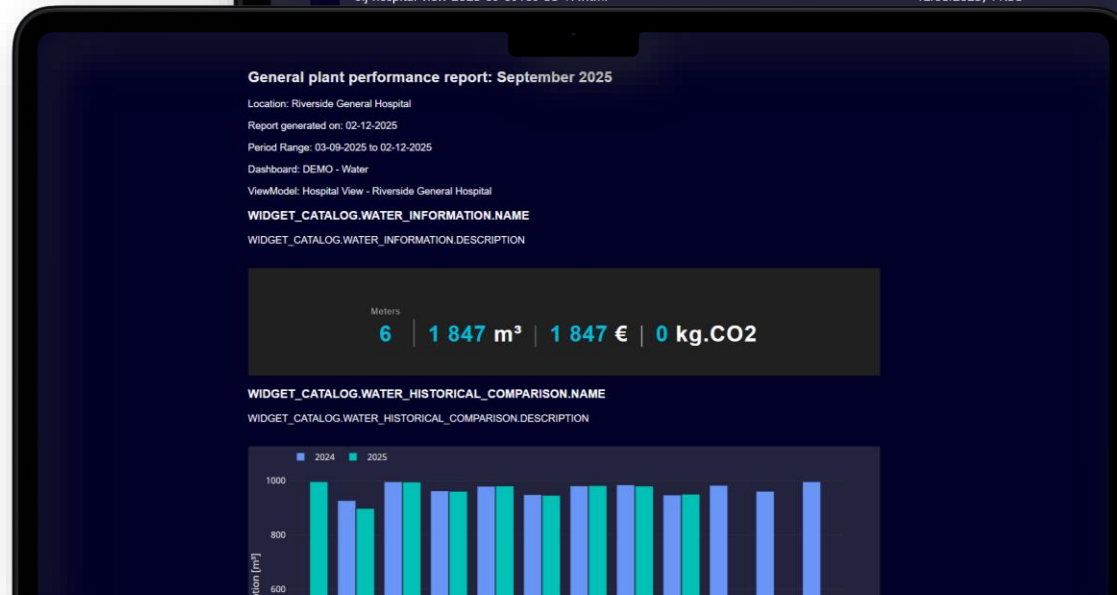 General plant performance report: September 2025
Location: Riverside General Hospital
Report generated on: 02-12-2025
Period Range: 03-09-2025 to 02-12-2025
Dashboard: DEMO - Water
ViewModel: Hospital View - Riverside General Hospital
WIDGET_CATALOG.WATER_INFORMATION.NAME
WIDGET_CATALOG.WATER_INFORMATION.DESCRIPTION
Meters
6 | 1 847 m³ | 1 847 € | 0 kg.CO2
WIDGET_CATALOG.WATER_HISTORICAL_COMPARISON.NAME
WIDGET_CATALOG.WATER_HISTORICAL_COMPARISON.DESCRIPTION
2024 2025
1000
800
[m³]
600